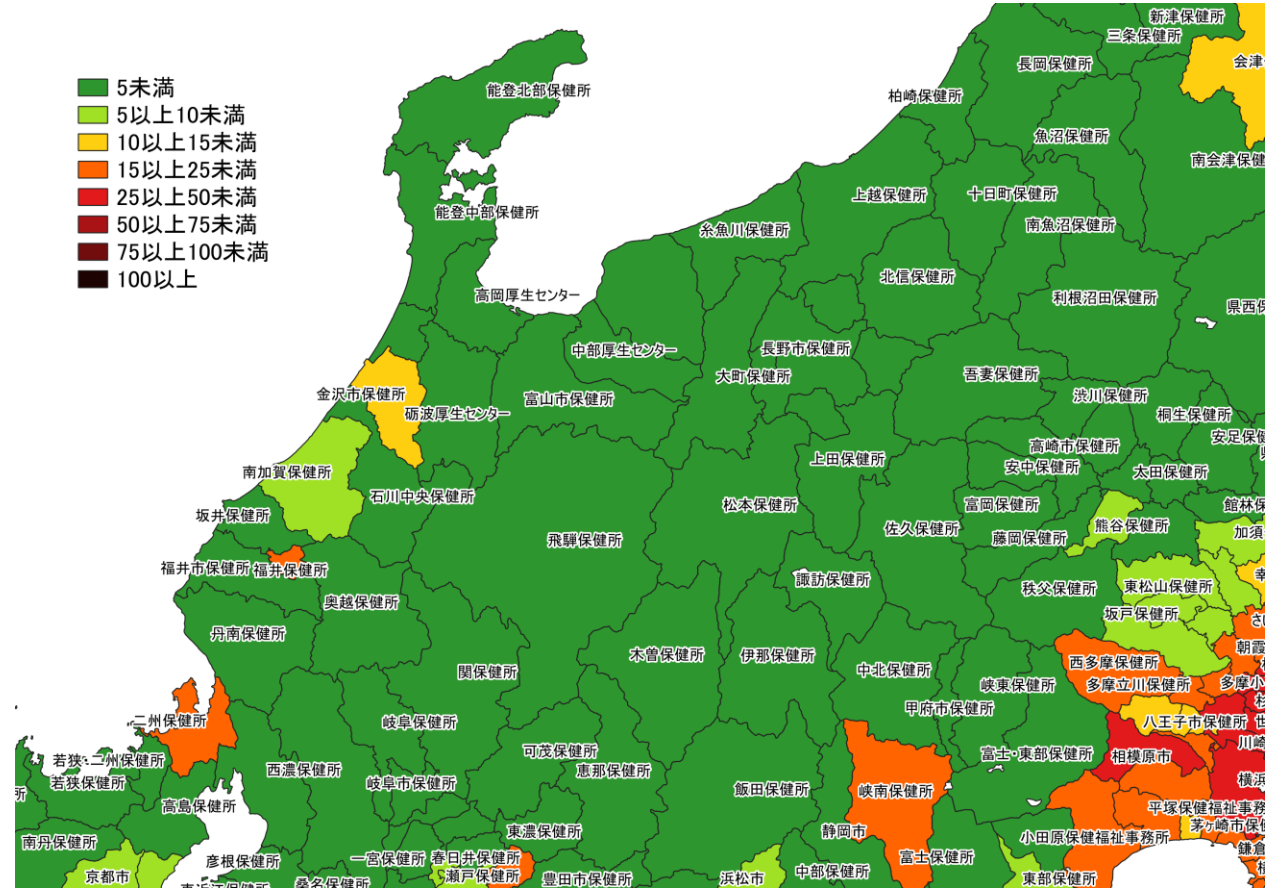 5未満
5以上10未満
10以上15未満
15以上25未満
25以上50未満
50以上75未満
75以上100未満
100以上
新津保健所
三条保健所
長岡保健所
会津
能登北部保健所
柏崎保健所
魚沼保健所
南会津保健
上越保健所
十日町保健所
能登中部保健所
糸魚川保健所
南魚沼保健所
北信保健所
高岡厚生センター
利根沼田保健所
県西保
中部厚生センター
長野市保健所
大町保健所
吾妻保健所
金沢市保健所
砺波厚生センター
富山市保健所
渋川保健所
桐生保健所
安足保健
高崎市保健所
上田保健所
安中保健所
太田保健所
南加賀保健所
石川中央保健所
松本保健所
富岡保健所
館林保
坂井保健所
佐久保健所
熊谷保健所
加須
飛騨保健所
藤岡保健所
福井市保健所
福井保健所
諏訪保健所
秩父保健所
東松山保健所
幸
奥越保健所
坂戸保健所
さい
丹南保健所
木曽保健所
伊那保健所
朝霞
関保健所
中北保健所
峡東保健所
西多摩保健所
多摩立川保健所
多摩小
甲府市保健所
二州保健所
岐阜保健所
八王子市保健所
世
川崎
若狭・二州保健所
可茂保健所
富士・東部保健所
相模原市
若狭保健所
西濃保健所
岐阜市保健所
恵那保健所
飯田保健所
峡南保健所
横浜
所
高島保健所
平塚保健福祉事務
東濃保健所
静岡市
茅ヶ崎市保健
南丹保健所
小田原保健福祉事務所
鎌倉
彦根保健所
一宮保健所
春日井保健所
富士保健所
京都市
瀬戸保健所
中部保健所
東近江保健所
桑名保健所
豊田市保健所
浜松市
東部保健所